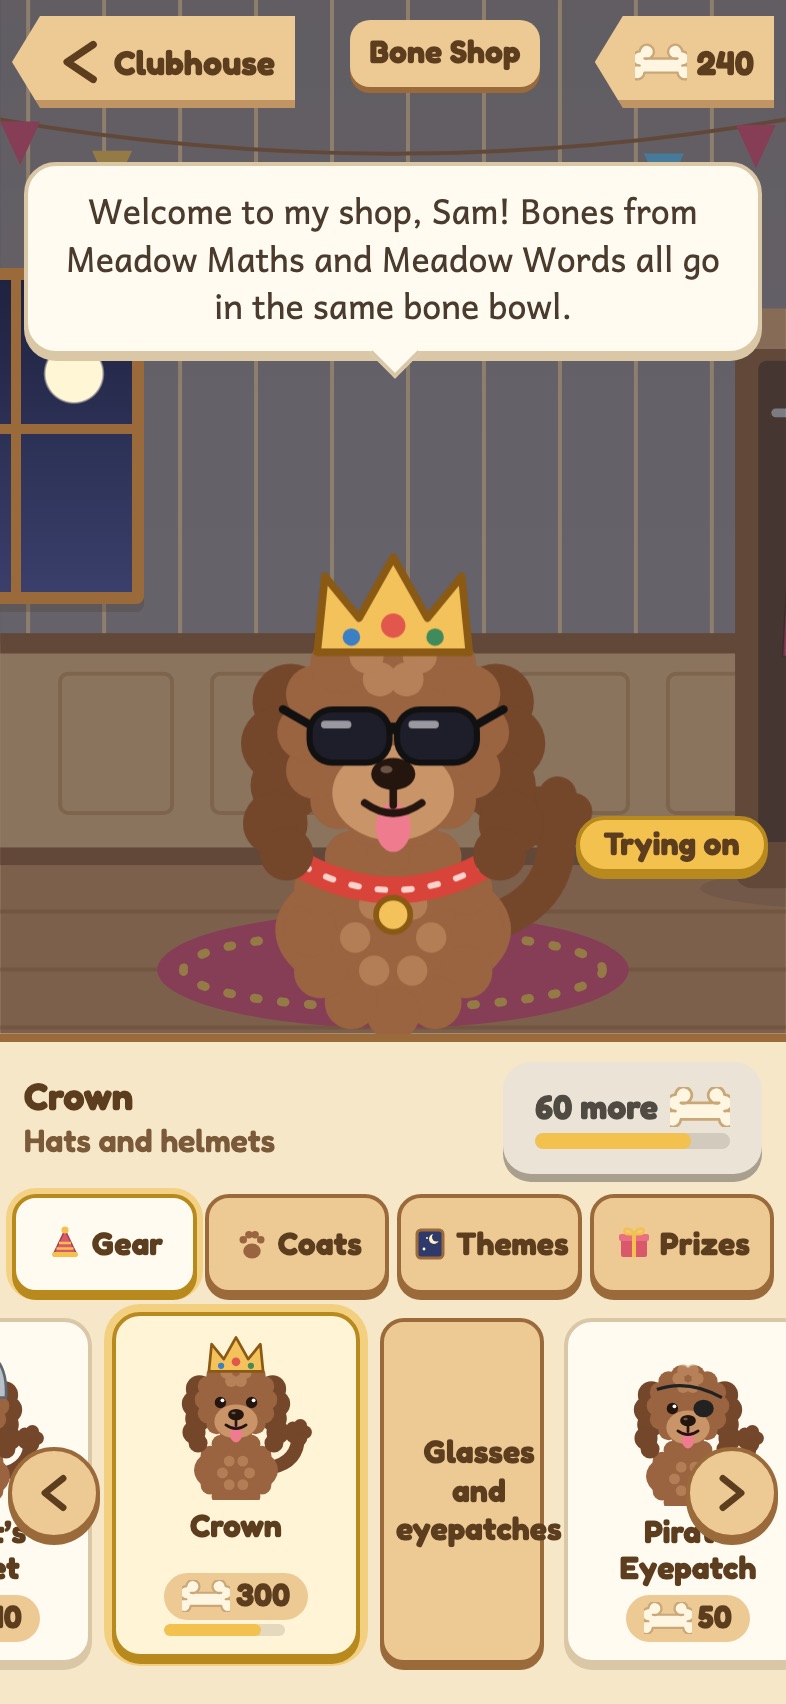 Clubhouse
Bone Shop
240
Welcome to my shop, Sam! Bones from
Meadow Maths and Meadow Words all go
in the same bone bowl.
Trying on
Crown
Hats and helmets
60 more
Gear
Coats
Themes
Prizes
Crown
300
Glasses
and
eyepatches
Eyepatch
50